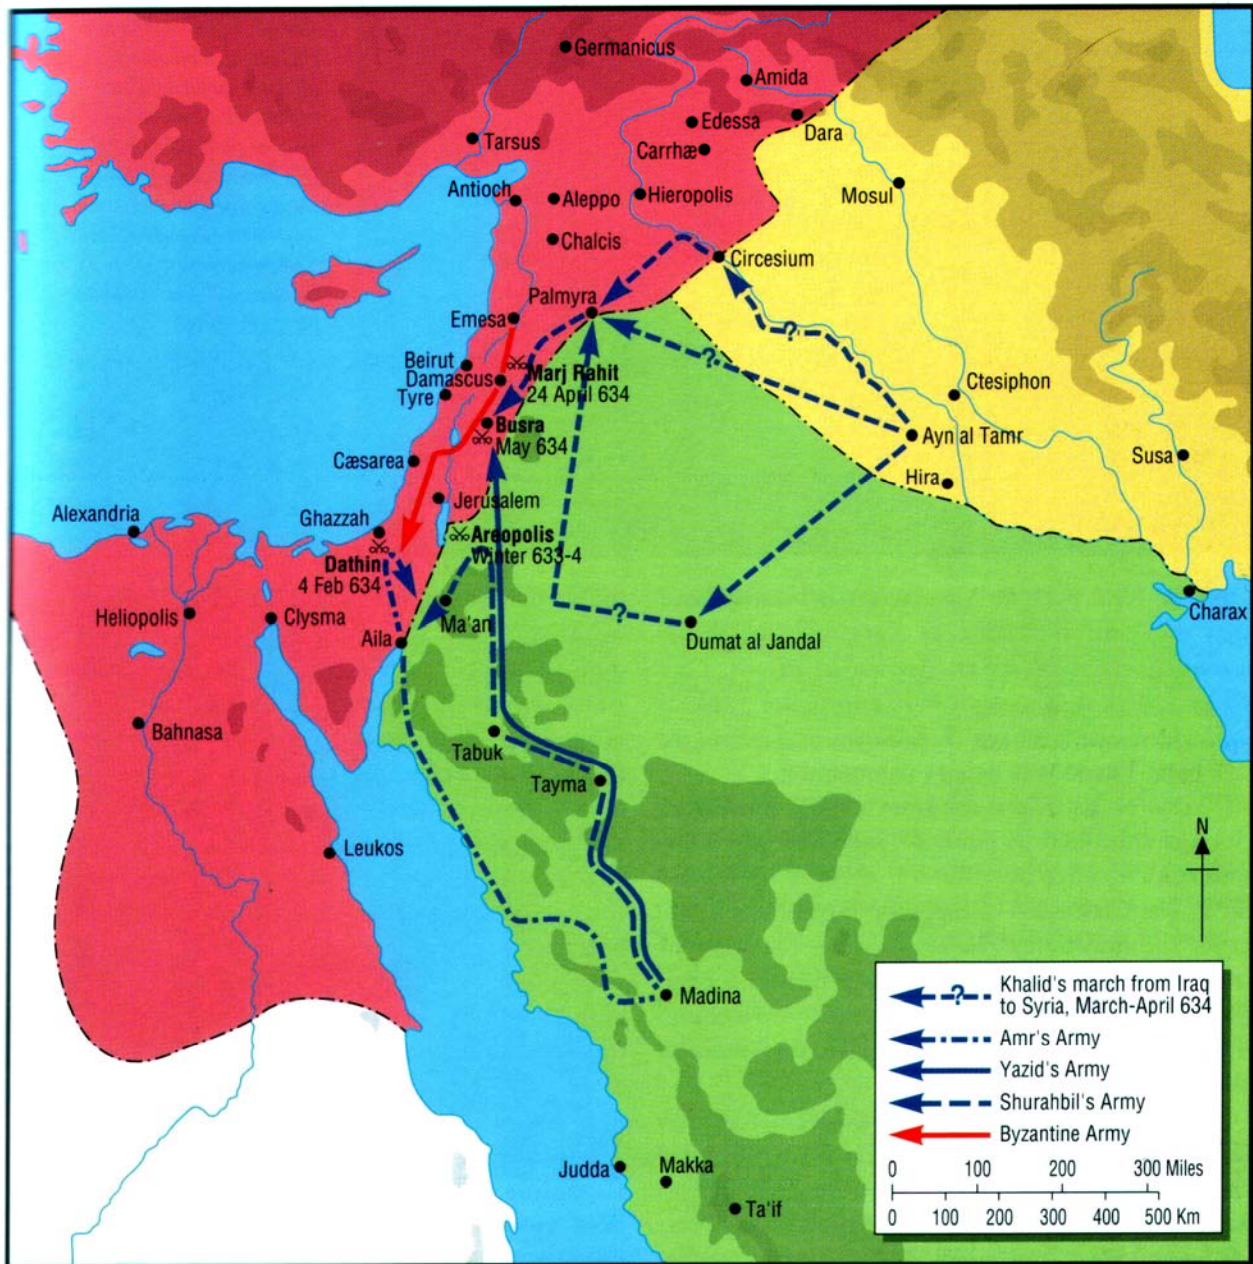 Germanicus
Amida
Edessa
Dara
Tarsus
Carrhæ
Antioch
Aleppo
Hieropolis
Mosul
Chalcis
Circesium
Palmyra
Emesa
?
?
Beirut
Marj Rahit
Damascus
24 April 634
Ctesiphon
Tyre
Busra
Ayn al Tamr
May 634
Cæsarea
Susa
Hira
Jerusalem
Alexandria
Ghazzah
Areopolis
Winter 633-4
Dathin
4 Feb 634
Heliopolis
Clysma
Ma'an
?
Charax
Aila
Dumat al Jandal
Bahnasa
Tabuk
Tayma
Leukos
N
Madina
? Khalid's march from Iraq
to Syria, March-April 634
Amr's Army
Yazid's Army
Shurahbil's Army
Byzantine Army
0 100 200 300 Miles
0 100 200 300 400 500 Km
Judda
Makka
Ta'if